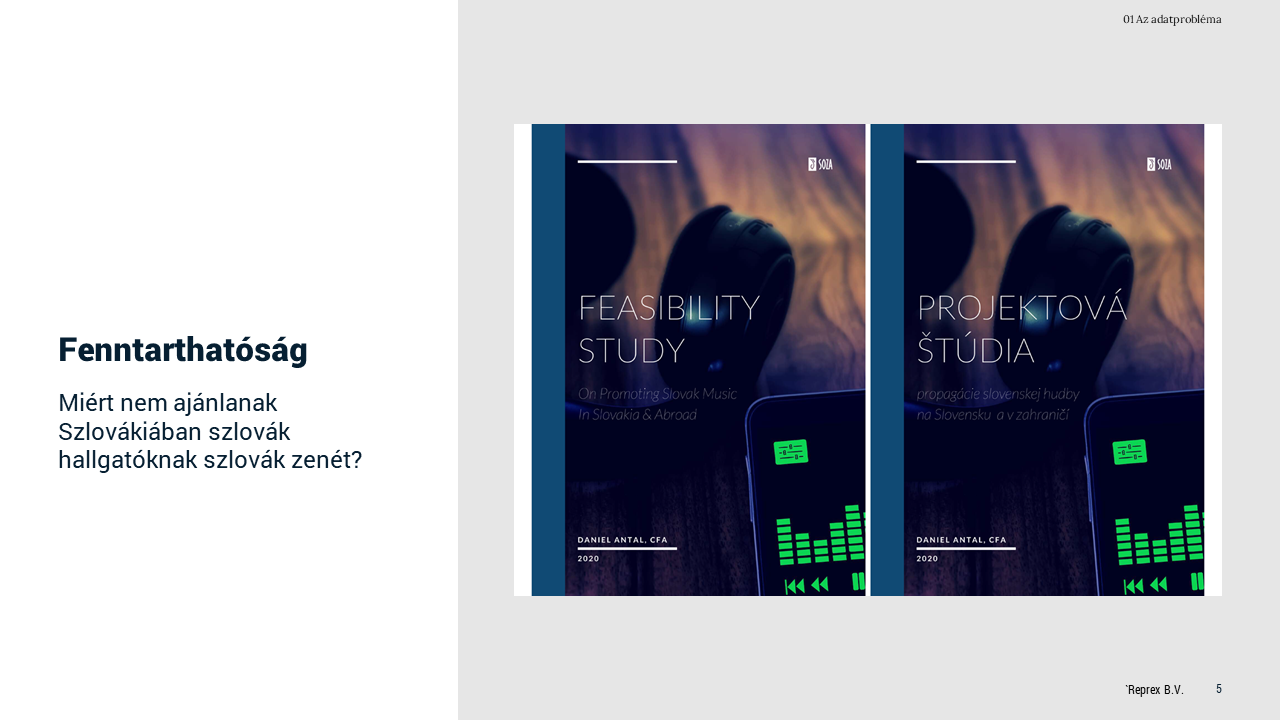 01 Az adatprobléma
Fenntarthatóság
Miért nem ajánlanak
Szlovákiában szlovák
hallgatóknak szlovák zenét?
SOZA
FEASIBILITY
STUDY
On Promoting Slovak Music
In Slovakia & Abroad
DANIEL ANTAL, CFA
2020
SOZA
PROJEKTOVÁ
ŠTÚDIA
propagácie slovenskej hudby
na Slovensku a v zahraničí
DANIEL ANTAL, CFA
2020
`Reprex B.V.
5